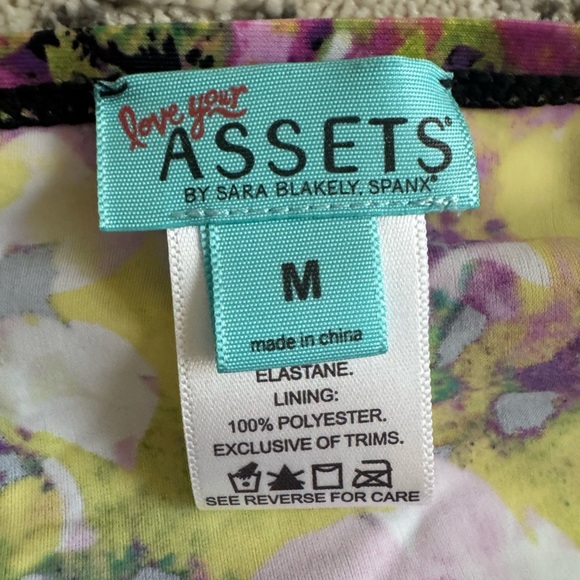 love your
ASSETS®
BY SARA BLAKELY, SPANX®
M
made in china
ELASTANE.
LINING:
100% POLYESTER.
EXCLUSIVE OF TRIMS.
SEE REVERSE FOR CARE